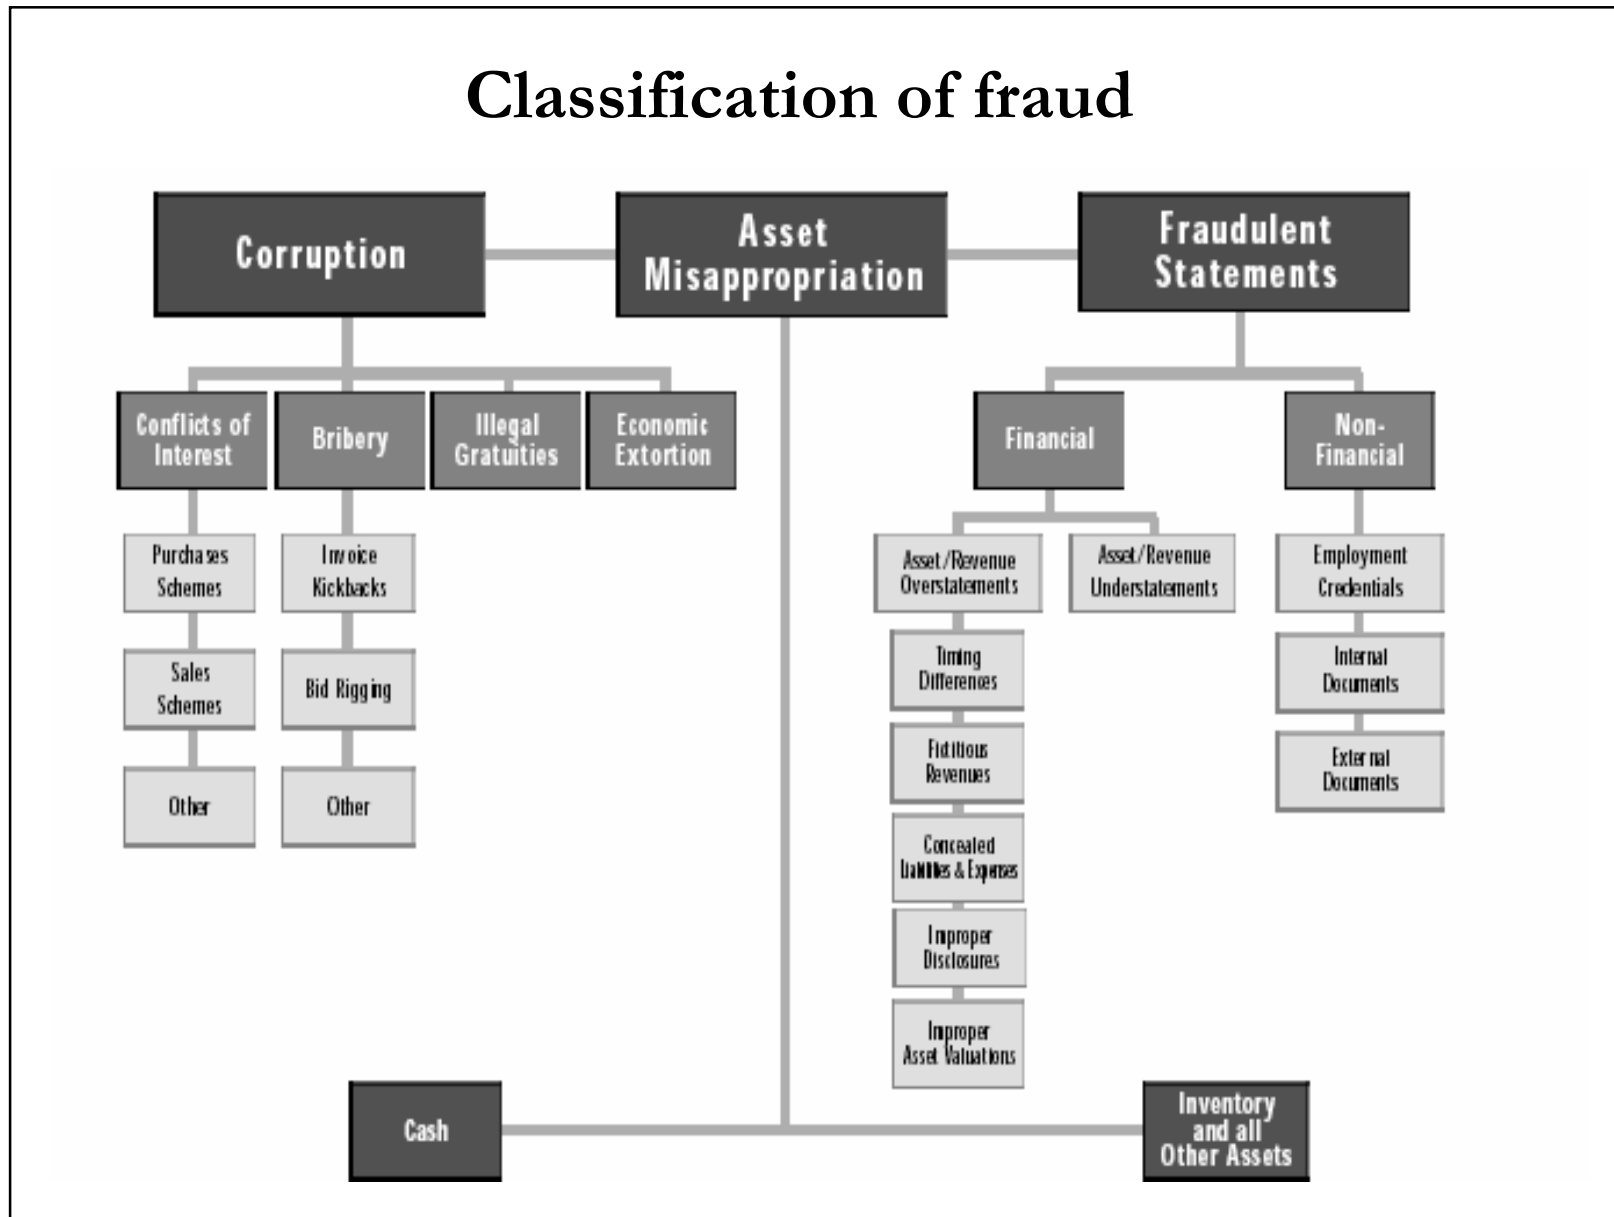 Classification of fraud
Corruption
Asset
Misappropriation
Fraudulent
Statements
Conflicts of
Interest
Bribery
Illegal
Gratuities
Economic
Extortion
Financial
Non-
Financial
Purchases
Schemes
Invoice
Kickbacks
Asset/Revenue
Overstatements
Asset/Revenue
Understatements
Employment
Credentials
Sales
Schemes
Bid Rigging
Timing
Differences
Internal
Documents
Other
Other
Fictitious
Revenues
External
Documents
Concealed
Liabilities & Expenses
Improper
Disclosures
Improper
Asset Valuations
Cash
Inventory
and all
Other Assets